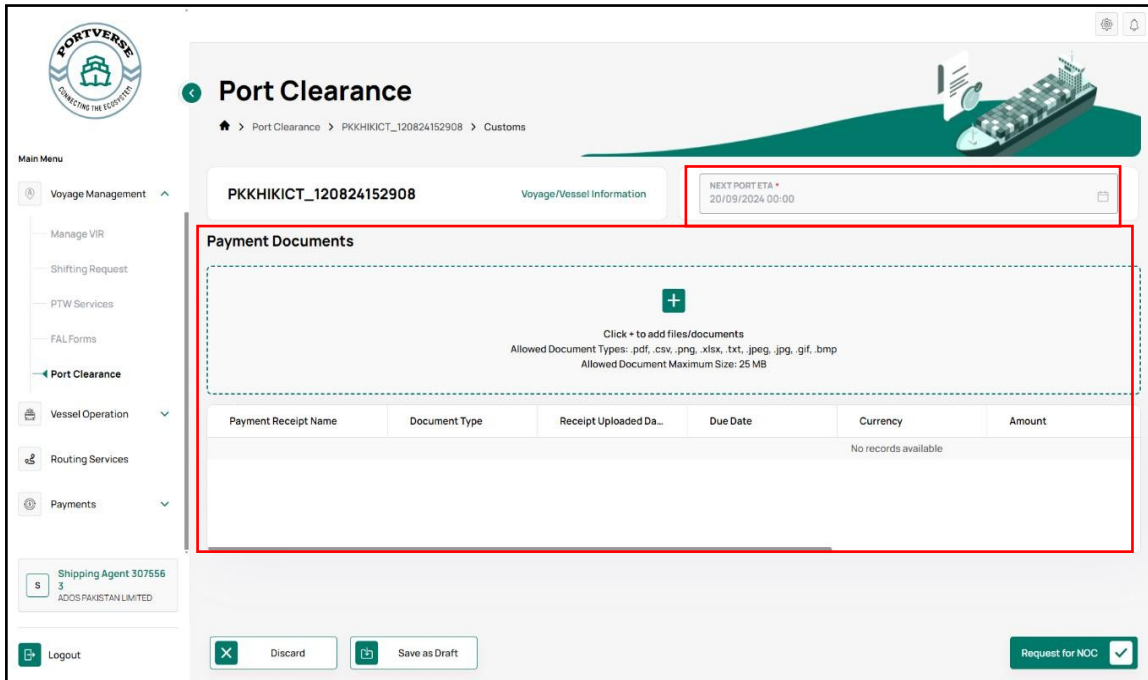 PORTVERSE
CONNECTING THE ECOSYSTEM
Main Menu
Voyage Management
Manage VIR
Shifting Request
PTW Services
FAL Forms
Port Clearance
Vessel Operation
Routing Services
Payments
S
Shipping Agent 307556
3
ADOS PAKISTAN LIMITED
Logout
Port Clearance
> Port Clearance > PKKHIKICT_120824152908 > Customs
PKKHIKICT_120824152908
Voyage/Vessel Information
NEXT PORT ETA *
20/09/2024 00:00
Payment Documents
Click + to add files/documents
Allowed Document Types: .pdf, .csv, .png, .xlsx, .txt, .jpeg, .jpg, .gif, .bmp
Allowed Document Maximum Size: 25 MB
Payment Receipt Name Document Type Receipt Uploaded Da... Due Date Currency Amount
No records available
Discard
Save as Draft
Request for NOC